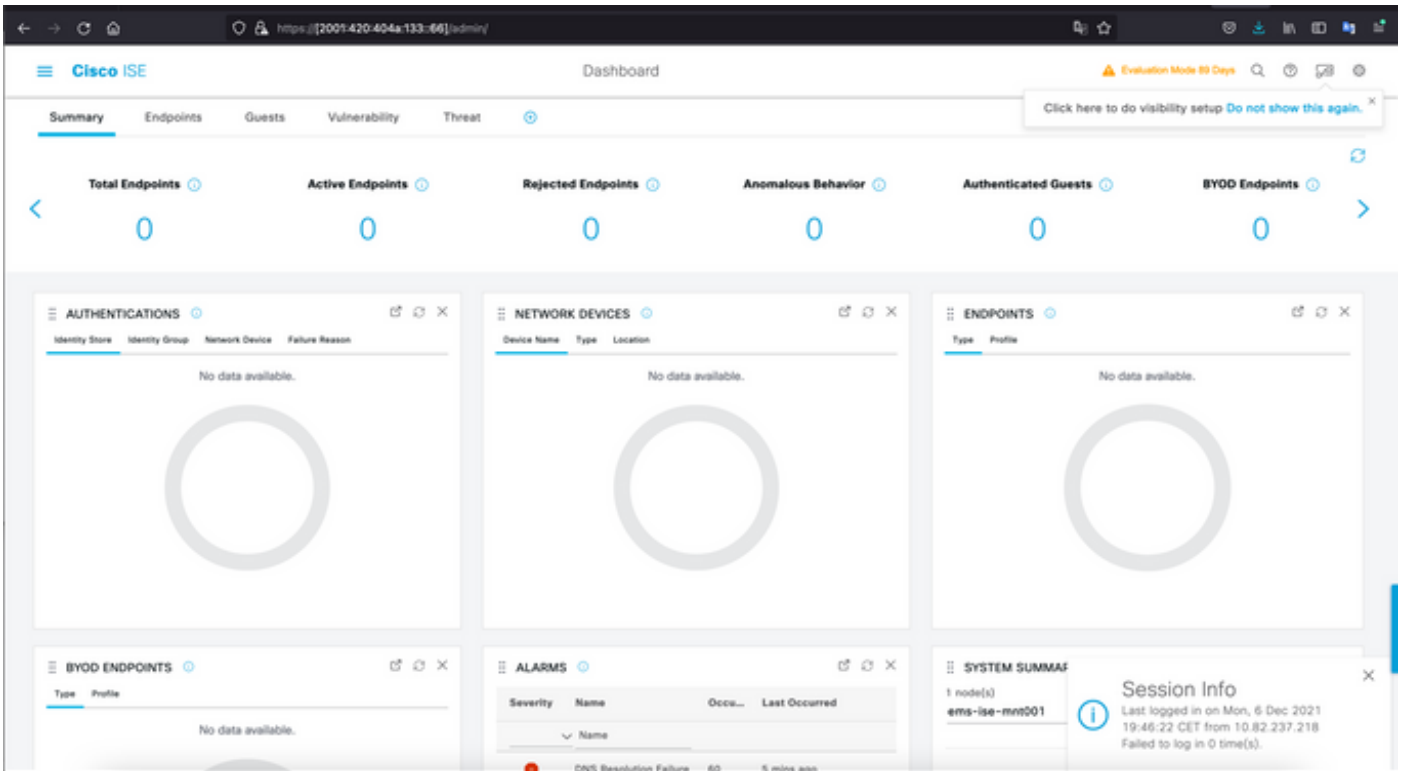 https://[2001:420:404a:133::66]/admin/
Cisco ISE
Dashboard
Evaluation Mode 89 Days
Click here to do visibility setup Do not show this again.
Summary Endpoints Guests Vulnerability Threat
Total Endpoints Active Endpoints Rejected Endpoints Anomalous Behavior Authenticated Guests BYOD Endpoints
0 0 0 0 0 0
AUTHENTICATIONS
Identity Store Identity Group Network Device Failure Reason
No data available.
NETWORK DEVICES
Device Name Type Location
No data available.
ENDPOINTS
Type Profile
No data available.
BYOD ENDPOINTS
Type Profile
No data available.
ALARMS
Severity Name Occu... Last Occurred
Name
DNS Resolution Failure 60 5 mins ago
SYSTEM SUMMAR
1 node(s)
ems-ise-mnt001
Session Info
Last logged in on Mon, 6 Dec 2021
19:46:22 CET from 10.82.237.218
Failed to log in 0 time(s).